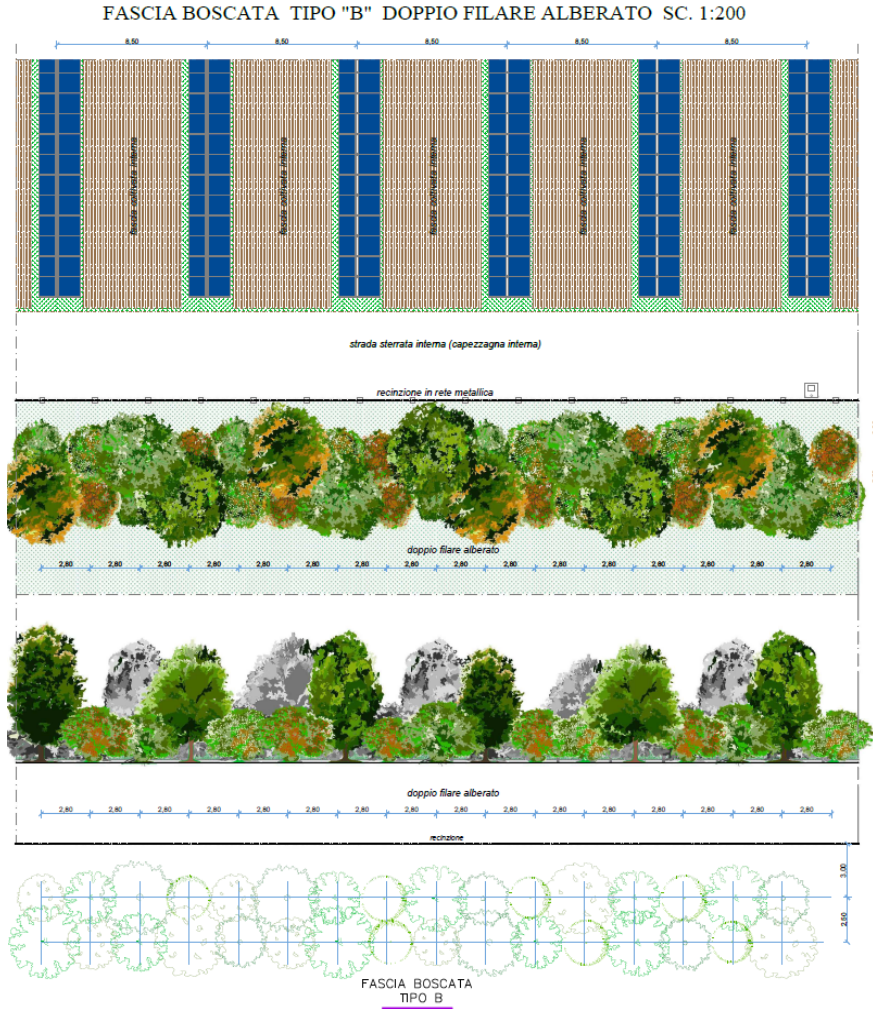 FASCIA BOSCATA TIPO "B" DOPPIO FILARE ALBERATO SC. 1:200
8,50 8,50 8,50 8,50 8,50
fascia coltivata interna fascia coltivata interna fascia coltivata interna fascia coltivata interna fascia coltivata interna
strada sterrata interna (capezzagna interna)
recinzione in rete metallica
doppio filare alberato
2,80 2,80 2,80 2,80 2,80 2,80 2,80 2,80 2,80 2,80 2,80 2,80 2,80 2,80 2,80 2,80
doppio filare alberato
2,80 2,80 2,80 2,80 2,80 2,80 2,80 2,80 2,80 2,80 2,80 2,80 2,80 2,80 2,80 2,80
recinzione
3,00
2,50
FASCIA BOSCATA
TIPO B